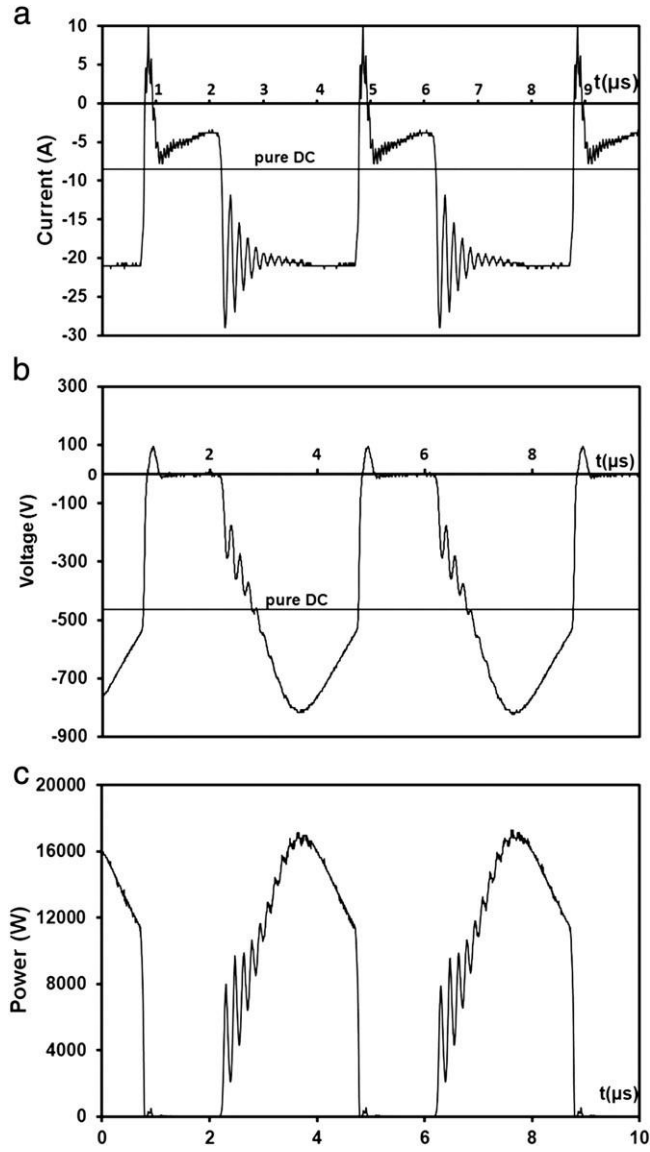 a
10
5
0
-5
-10
-15
-20
-25
-30
Current (A)
1 2 3 4 5 6 7 8 9 t(μs)
pure DC
b
300
100
0
-100
-300
-500
-700
-900
Voltage (V)
2 4 6 8 t(μs)
pure DC
c
20000
16000
12000
8000
4000
0
Power (W)
t(μs)
0 2 4 6 8 10